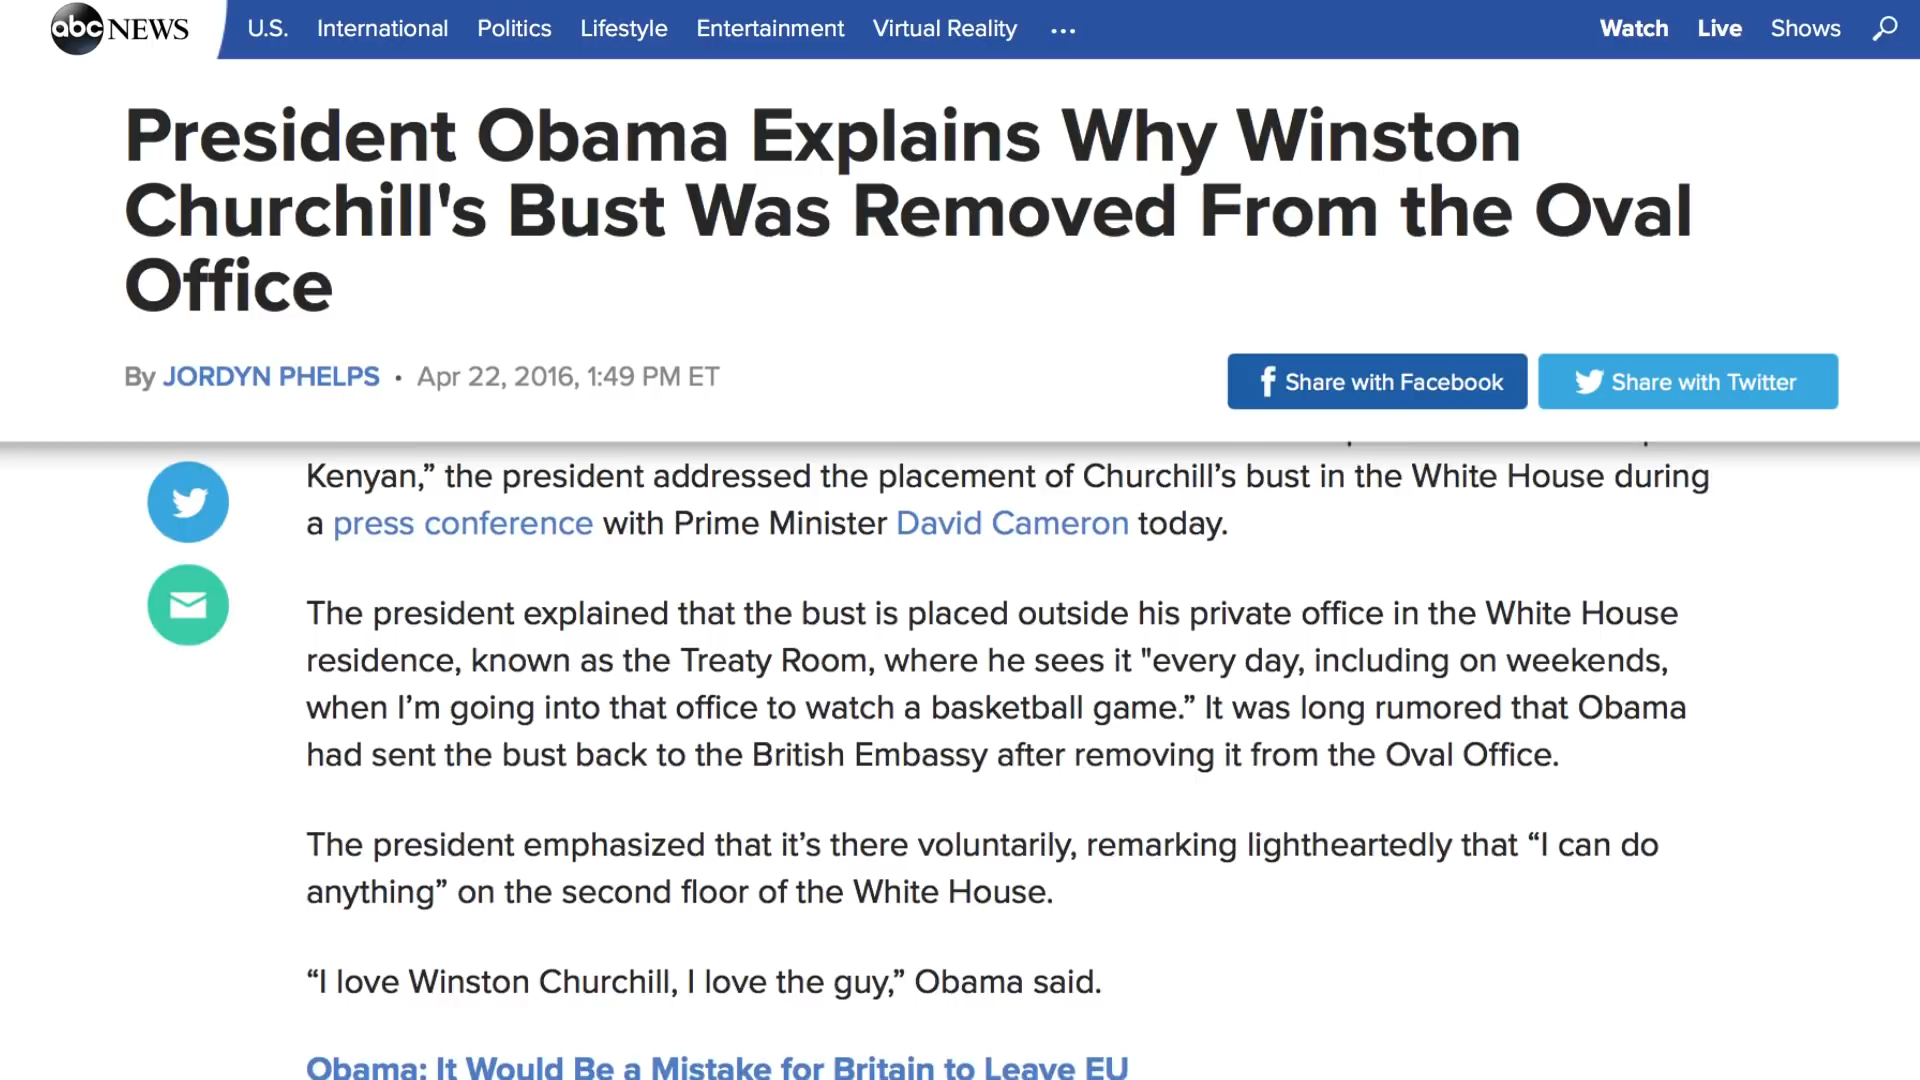 abc NEWS
U.S. International Politics Lifestyle Entertainment Virtual Reality ...
Watch Live Shows
President Obama Explains Why Winston
Churchill's Bust Was Removed From the Oval
Office
By JORDYN PHELPS • Apr 22, 2016, 1:49 PM ET
Share with Facebook
Share with Twitter
Kenyan,” the president addressed the placement of Churchill’s bust in the White House during
a press conference with Prime Minister David Cameron today.
The president explained that the bust is placed outside his private office in the White House
residence, known as the Treaty Room, where he sees it "every day, including on weekends,
when I’m going into that office to watch a basketball game.” It was long rumored that Obama
had sent the bust back to the British Embassy after removing it from the Oval Office.
The president emphasized that it’s there voluntarily, remarking lightheartedly that “I can do
anything” on the second floor of the White House.
“I love Winston Churchill, I love the guy,” Obama said.
Obama: It Would Be a Mistake for Britain to Leave EU